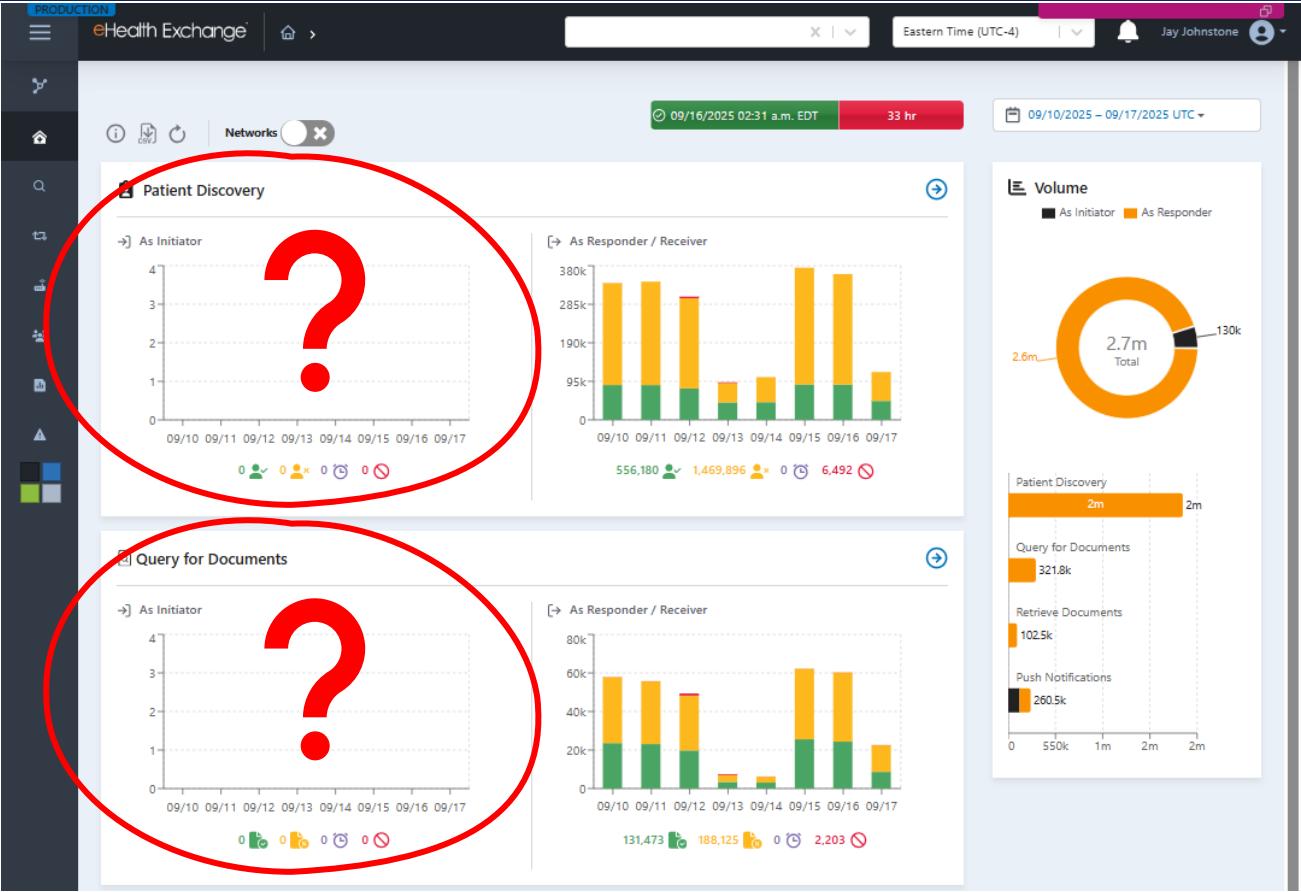 PRODUCTION
eHealth Exchange
Eastern Time (UTC-4)
Jay Johnstone
09/16/2025 02:31 a.m. EDT
33 hr
09/10/2025 – 09/17/2025 UTC
CSV
Networks
Patient Discovery
As Initiator
4
3
2
1
0
09/10 09/11 09/12 09/13 09/14 09/15 09/16 09/17
0 0 0 0
?
As Responder / Receiver
380k
285k
190k
95k
0
09/10 09/11 09/12 09/13 09/14 09/15 09/16 09/17
556,180 1,469,896 0 6,492
Query for Documents
As Initiator
4
3
2
1
0
09/10 09/11 09/12 09/13 09/14 09/15 09/16 09/17
0 0 0 0
?
As Responder / Receiver
80k
60k
40k
20k
0
09/10 09/11 09/12 09/13 09/14 09/15 09/16 09/17
131,473 188,125 0 2,203
Volume
As Initiator As Responder
2.7m
Total
130k
2.6m
Patient Discovery
2m 2m
Query for Documents
321.8k
Retrieve Documents
102.5k
Push Notifications
260.5k
0 550k 1m 2m 2m